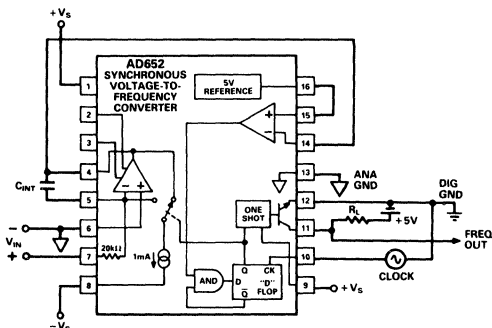 +VS
AD652
SYNCHRONOUS
VOLTAGE-TO-
FREQUENCY
CONVERTER
5V
REFERENCE
1
16
2
15
+
−
3
14
4
13
ANA
GND
CINT
− +
DIG
GND
5
12
ONE
SHOT
RL
+5V
−
6
11
FREQ
OUT
VIN
20kΩ
1mA
+
7
10
CLOCK
AND
Q CK
D "D"
FLOP
Q̅
8
9
+VS
−VS